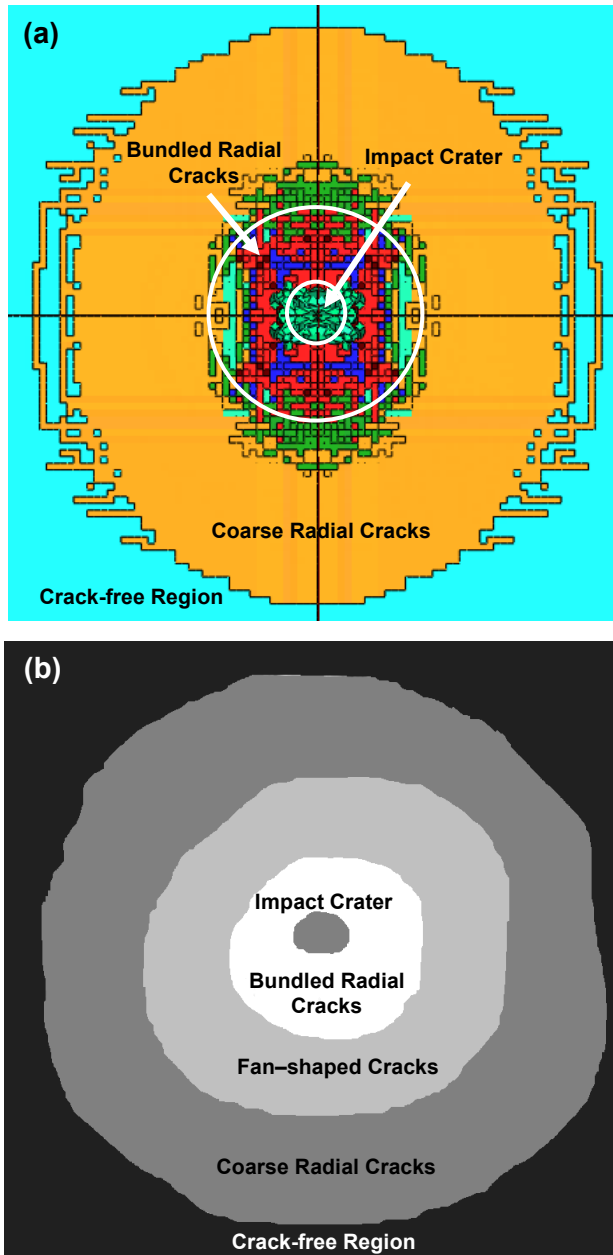 (a)
Bundled Radial
Cracks
Impact Crater
Coarse Radial Cracks
Crack-free Region
(b)
Impact Crater
Bundled Radial
Cracks
Fan–shaped Cracks
Coarse Radial Cracks
Crack-free Region